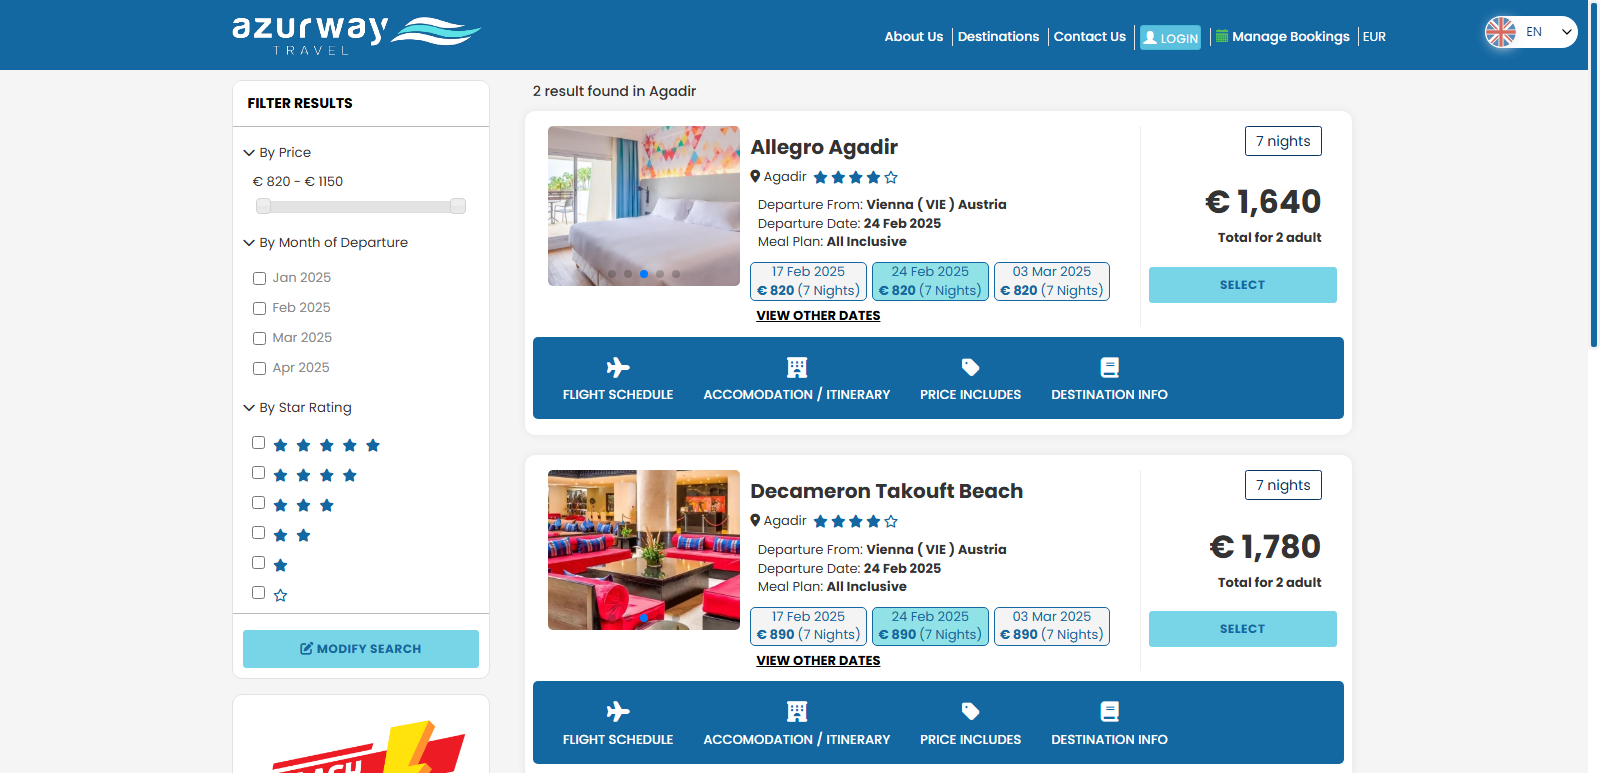 azurway
TRAVEL
About Us
Destinations
Contact Us
LOGIN
Manage Bookings
EUR
EN
FILTER RESULTS
By Price
€ 820 - € 1150
By Month of Departure
Jan 2025
Feb 2025
Mar 2025
Apr 2025
By Star Rating
MODIFY SEARCH
2 result found in Agadir
Allegro Agadir
Agadir
Departure From: Vienna ( VIE ) Austria
Departure Date: 24 Feb 2025
Meal Plan: All Inclusive
17 Feb 2025
€ 820 (7 Nights)
24 Feb 2025
€ 820 (7 Nights)
03 Mar 2025
€ 820 (7 Nights)
VIEW OTHER DATES
7 nights
€ 1,640
Total for 2 adult
SELECT
FLIGHT SCHEDULE
ACCOMODATION / ITINERARY
PRICE INCLUDES
DESTINATION INFO
Decameron Takouft Beach
Agadir
Departure From: Vienna ( VIE ) Austria
Departure Date: 24 Feb 2025
Meal Plan: All Inclusive
17 Feb 2025
€ 890 (7 Nights)
24 Feb 2025
€ 890 (7 Nights)
03 Mar 2025
€ 890 (7 Nights)
VIEW OTHER DATES
7 nights
€ 1,780
Total for 2 adult
SELECT
FLIGHT SCHEDULE
ACCOMODATION / ITINERARY
PRICE INCLUDES
DESTINATION INFO